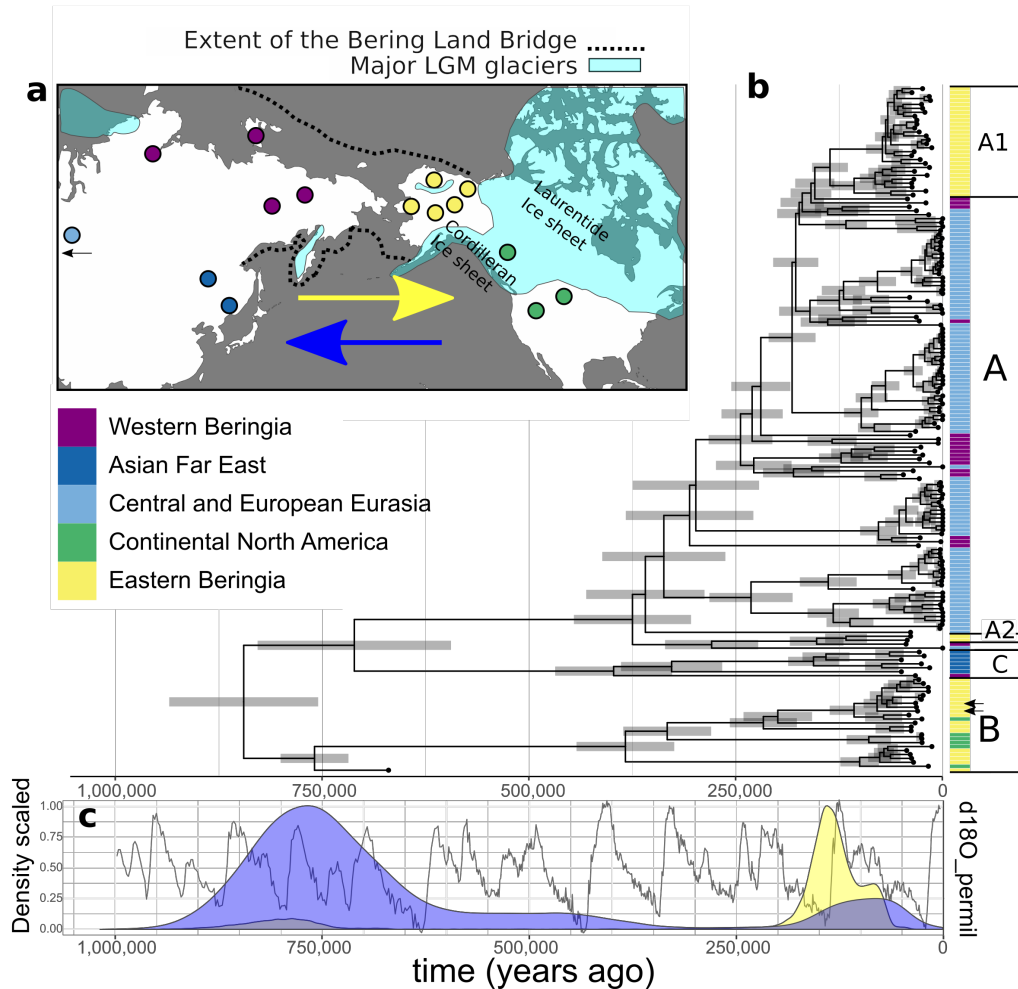 Extent of the Bering Land Bridge
Major LGM glaciers
a
b
Laurentide
Ice sheet
Cordilleran
Ice sheet
Western Beringia
Asian Far East
Central and European Eurasia
Continental North America
Eastern Beringia
A1
A
A2
C
B
1,000,000
750,000
500,000
250,000
0
c
Density scaled
1.00
0.75
0.50
0.25
0.00
d18O_permil
1,000,000
750,000
500,000
250,000
0
time (years ago)